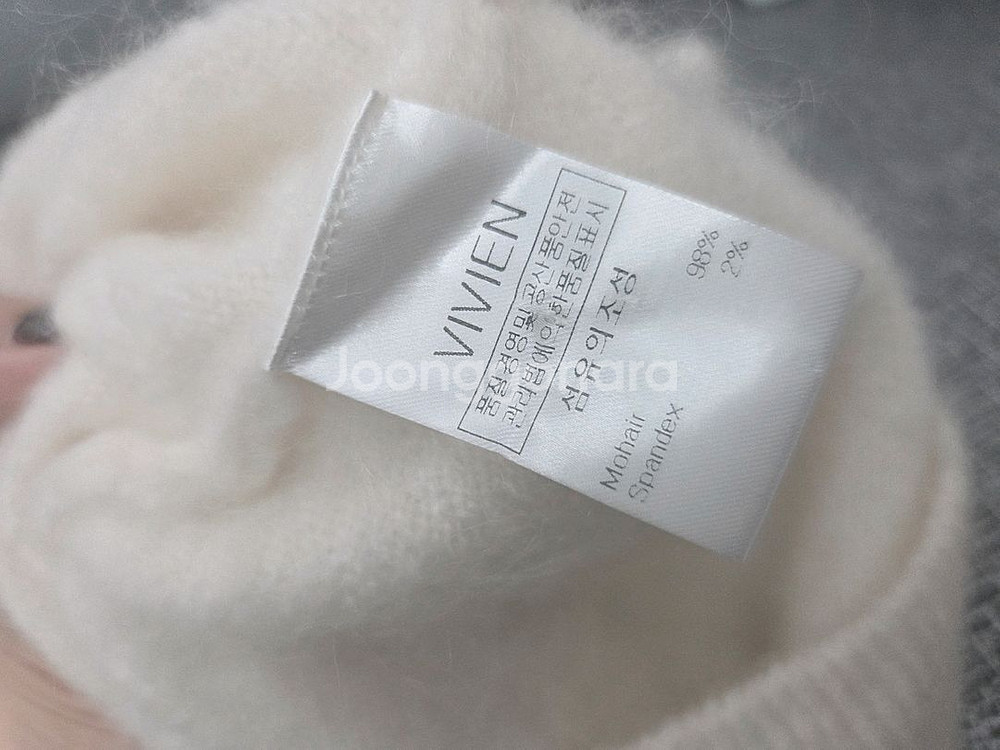 VIVIEN
품질경영및공산품안전
관리법에의한품질표시
섬유의조성
Mohair 98%
Spandex 2%
Joonggonara